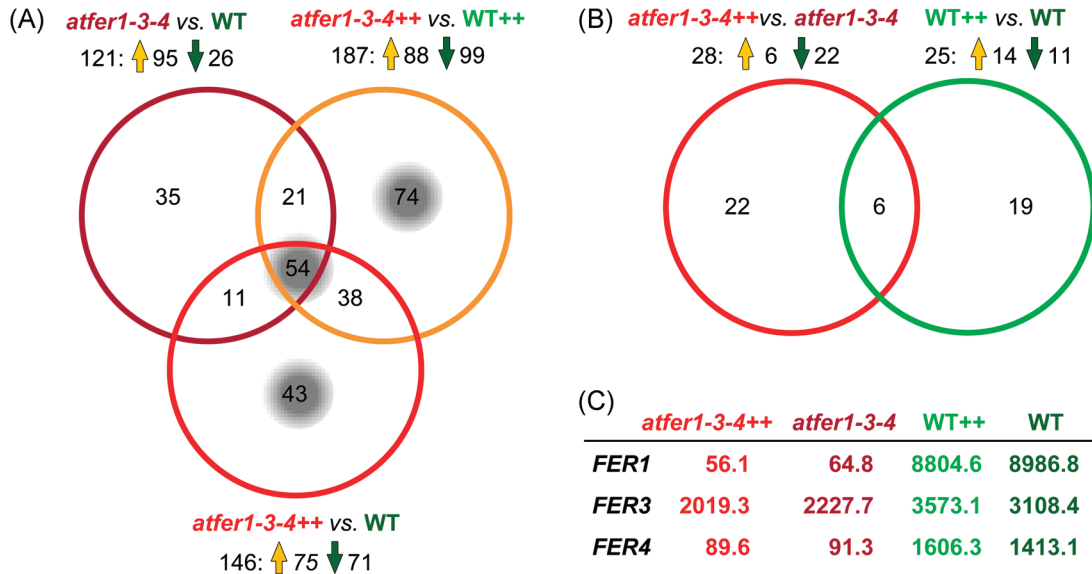 (A)
atfer1-3-4 vs. WT
121: 95 26
atfer1-3-4++ vs. WT++
187: 88 99
35
21
74
54
11
38
43
atfer1-3-4++ vs. WT
146: 75 71
(B)
atfer1-3-4++vs. atfer1-3-4
28: 6 22
WT++ vs. WT
25: 14 11
22
6
19
(C)
atfer1-3-4++ atfer1-3-4 WT++ WT
FER1 56.1 64.8 8804.6 8986.8
FER3 2019.3 2227.7 3573.1 3108.4
FER4 89.6 91.3 1606.3 1413.1